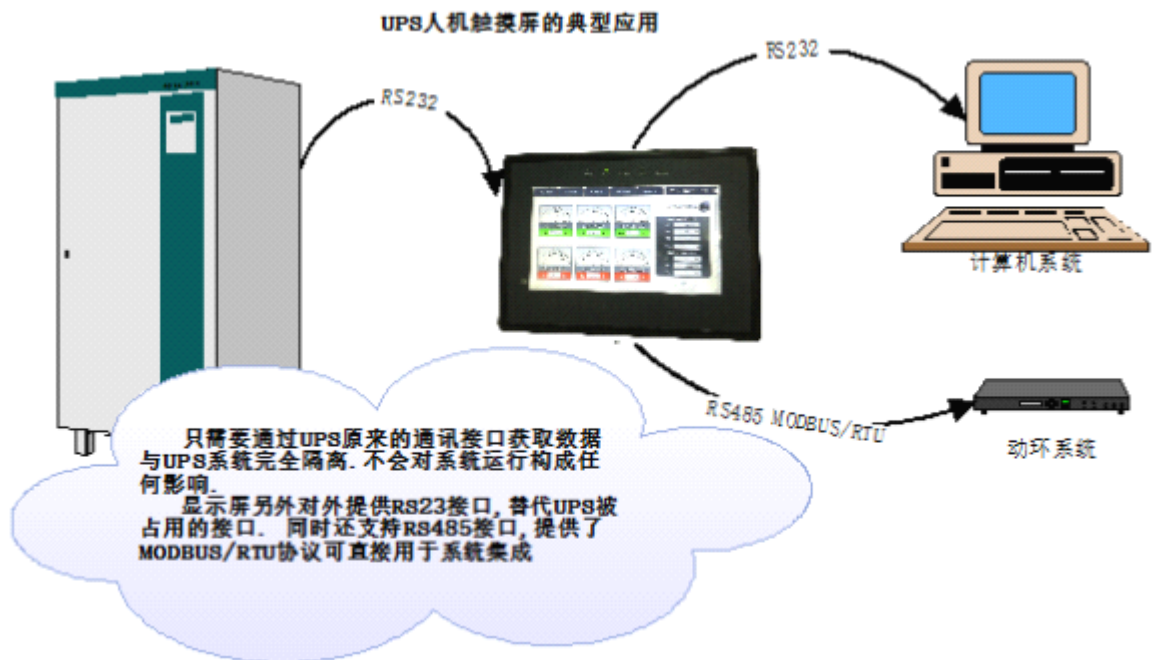 UPS人机触摸屏的典型应用
RS232
RS232
计算机系统
RS485 MODBUS/RTU
动环系统
只需要通过UPS原来的通讯接口获取数据
与UPS系统完全隔离.不会对系统运行构成任
何影响.
显示屏另外对外提供RS23接口,替代UPS被
占用的接口. 同时还支持RS485接口,提供了
MODBUS/RTU协议可直接用于系统集成